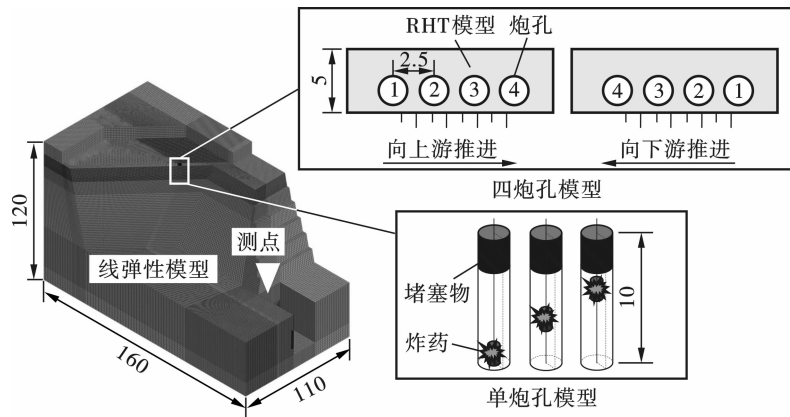 RHT模型 炮孔
2.5
5
1 2 3 4
4 3 2 1
向上游推进 向下游推进
四炮孔模型
120
测点
线弹性模型
160
110
堵塞物
炸药
10
单炮孔模型